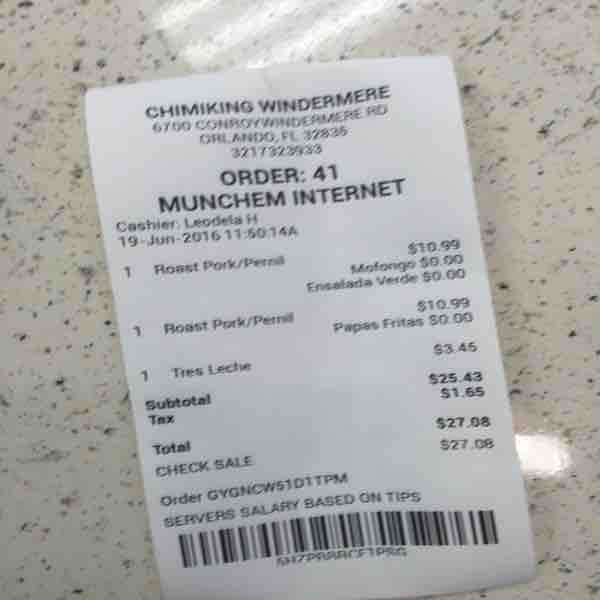 CHIMIKING WINDERMERE
6700 CONROYWINDERMERE RD
ORLANDO, FL 32835
3217323933
ORDER: 41
MUNCHEM INTERNET
Cashier: Leodela H
19-Jun-2016 11:50:14A
1 Roast Pork/Pernil $10.99
Mofongo $0.00
Ensalada Verde $0.00
1 Roast Pork/Pernil $10.99
Papas Fritas $0.00
1 Tres Leche $3.45
Subtotal $25.43
Tax $1.65
Total $27.08
CHECK SALE $27.08
Order GYGNCW51D1TPM
SERVERS SALARY BASED ON TIPS